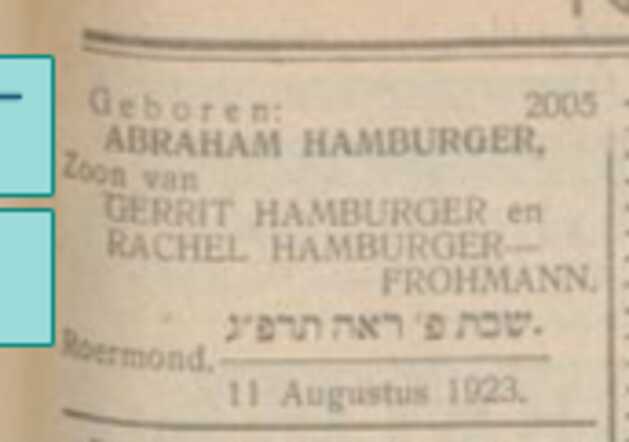 Geboren: 2005
ABRAHAM HAMBURGER,
Zoon van
GERRIT HAMBURGER en
RACHEL HAMBURGER—
FROHMANN.
שבת פ' ראה תרפ״ג.
Roermond,
11 Augustus 1923.